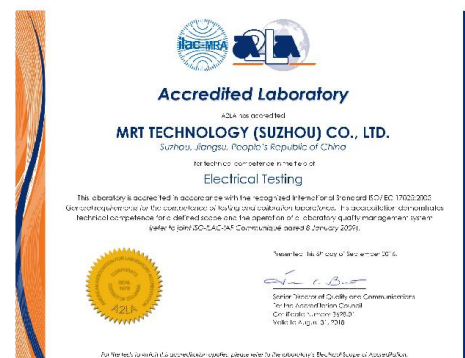 ilac-MRA
A2LA
Accredited Laboratory
A2LA has accredited
MRT TECHNOLOGY (SUZHOU) CO., LTD.
Suzhou, Jiangsu, People's Republic of China
for technical competence in the field of
Electrical Testing
This laboratory is accredited in accordance with the recognized International Standard ISO/IEC 17025:2005
General requirements for the competence of testing and calibration laboratories. This accreditation demonstrates
technical competence for a defined scope and the operation of a laboratory quality management system
(refer to joint ISO-ILAC-IAF Communiqué dated 8 January 2009).
Presented this 6th day of September 2016.
Senior Director of Quality and Communications
For the Accreditation Council
Certificate Number 3628.01
Valid to August 31, 2018
A2LA
For the tests to which this accreditation applies, please refer to the laboratory's Electrical Scope of Accreditation.